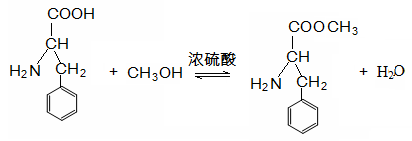 COOH
CH
H2N CH2
+ CH3OH
浓硫酸
COOCH3
CH
H2N CH2
+ H2O